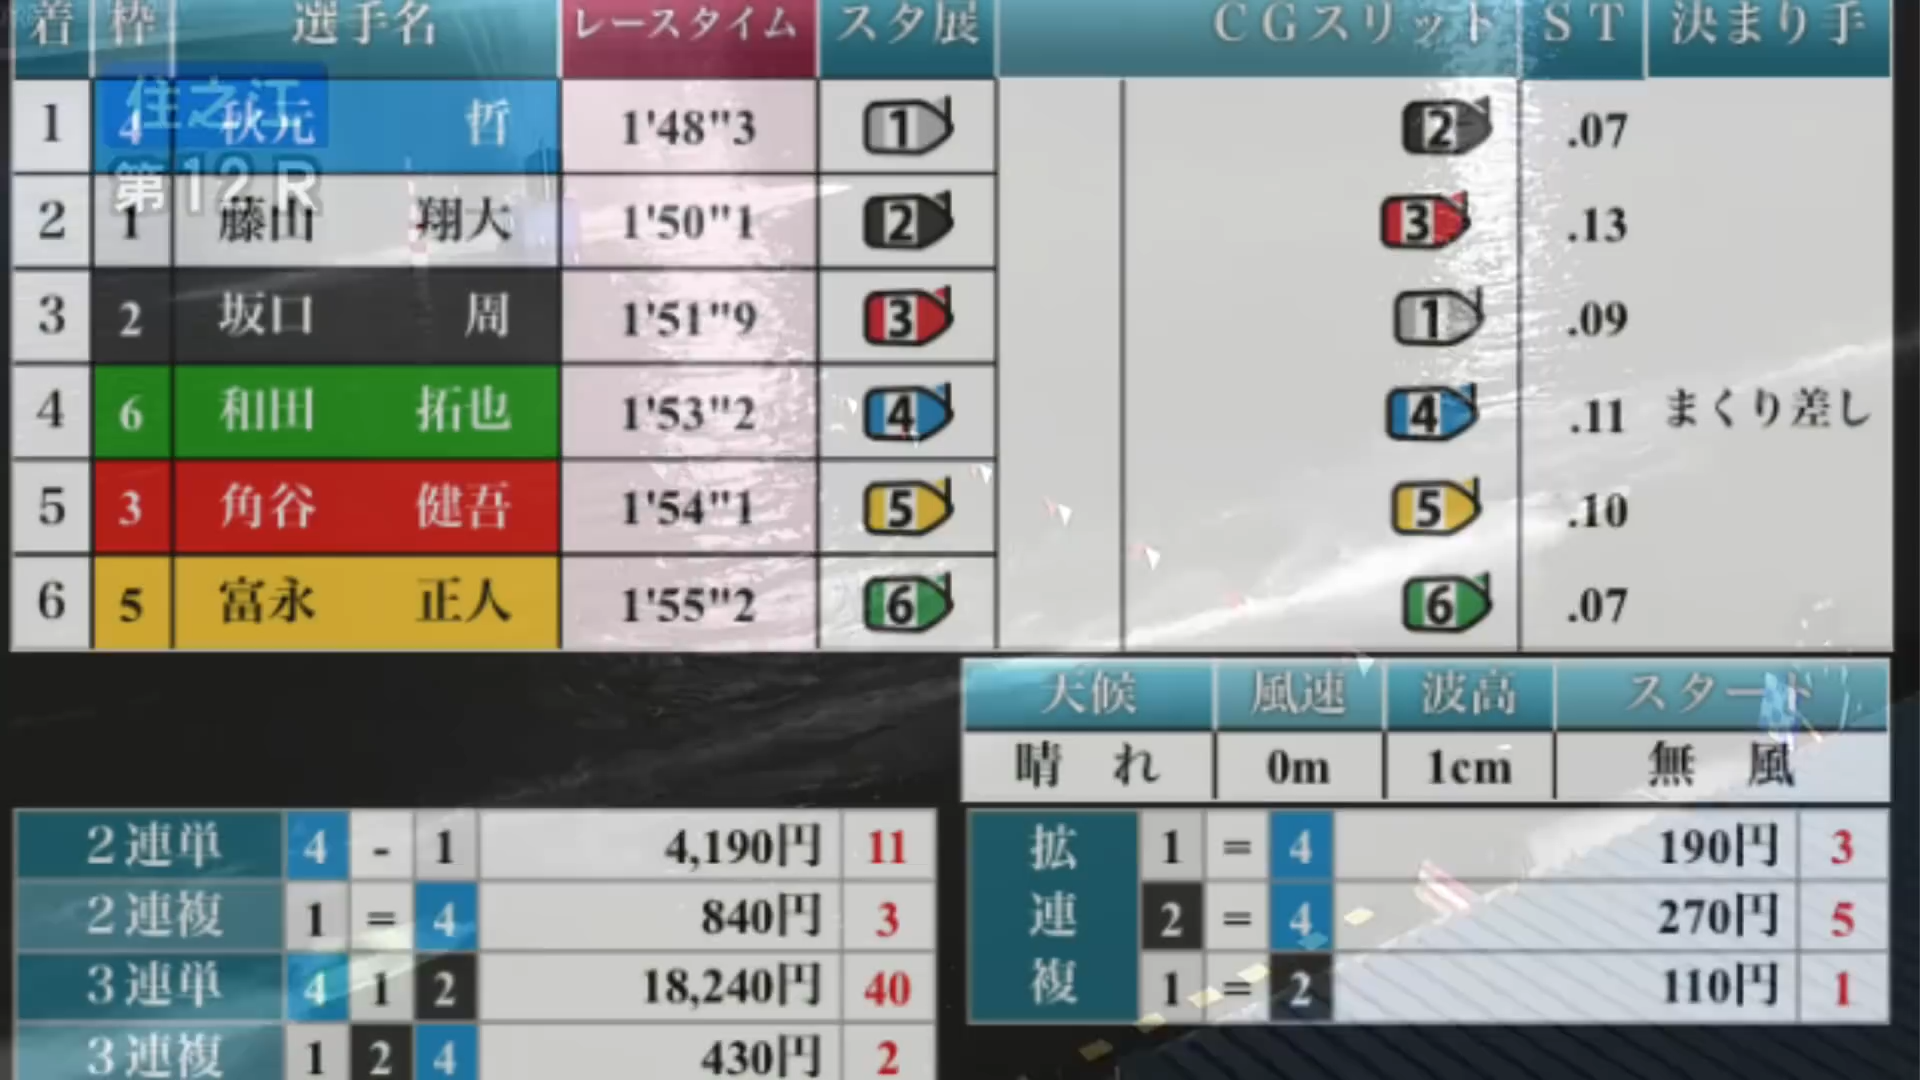 着 枠 選手名 レースタイム スタ展 CGスリット ST 決まり手
住之江
第12R
1 4 秋元 哲 1'48"3 1 2 .07
2 1 藤山 翔大 1'50"1 2 3 .13
3 2 坂口 周 1'51"9 3 1 .09
4 6 和田 拓也 1'53"2 4 4 .11 まくり差し
5 3 角谷 健吾 1'54"1 5 5 .10
6 5 富永 正人 1'55"2 6 6 .07
天候 風速 波高 スタート
晴れ 0m 1cm 無風
2連単 4 - 1 4,190円 11
2連複 1 = 4 840円 3
3連単 4 1 2 18,240円 40
3連複 1 2 4 430円 2
拡連複
1 = 4 190円 3
2 = 4 270円 5
1 = 2 110円 1